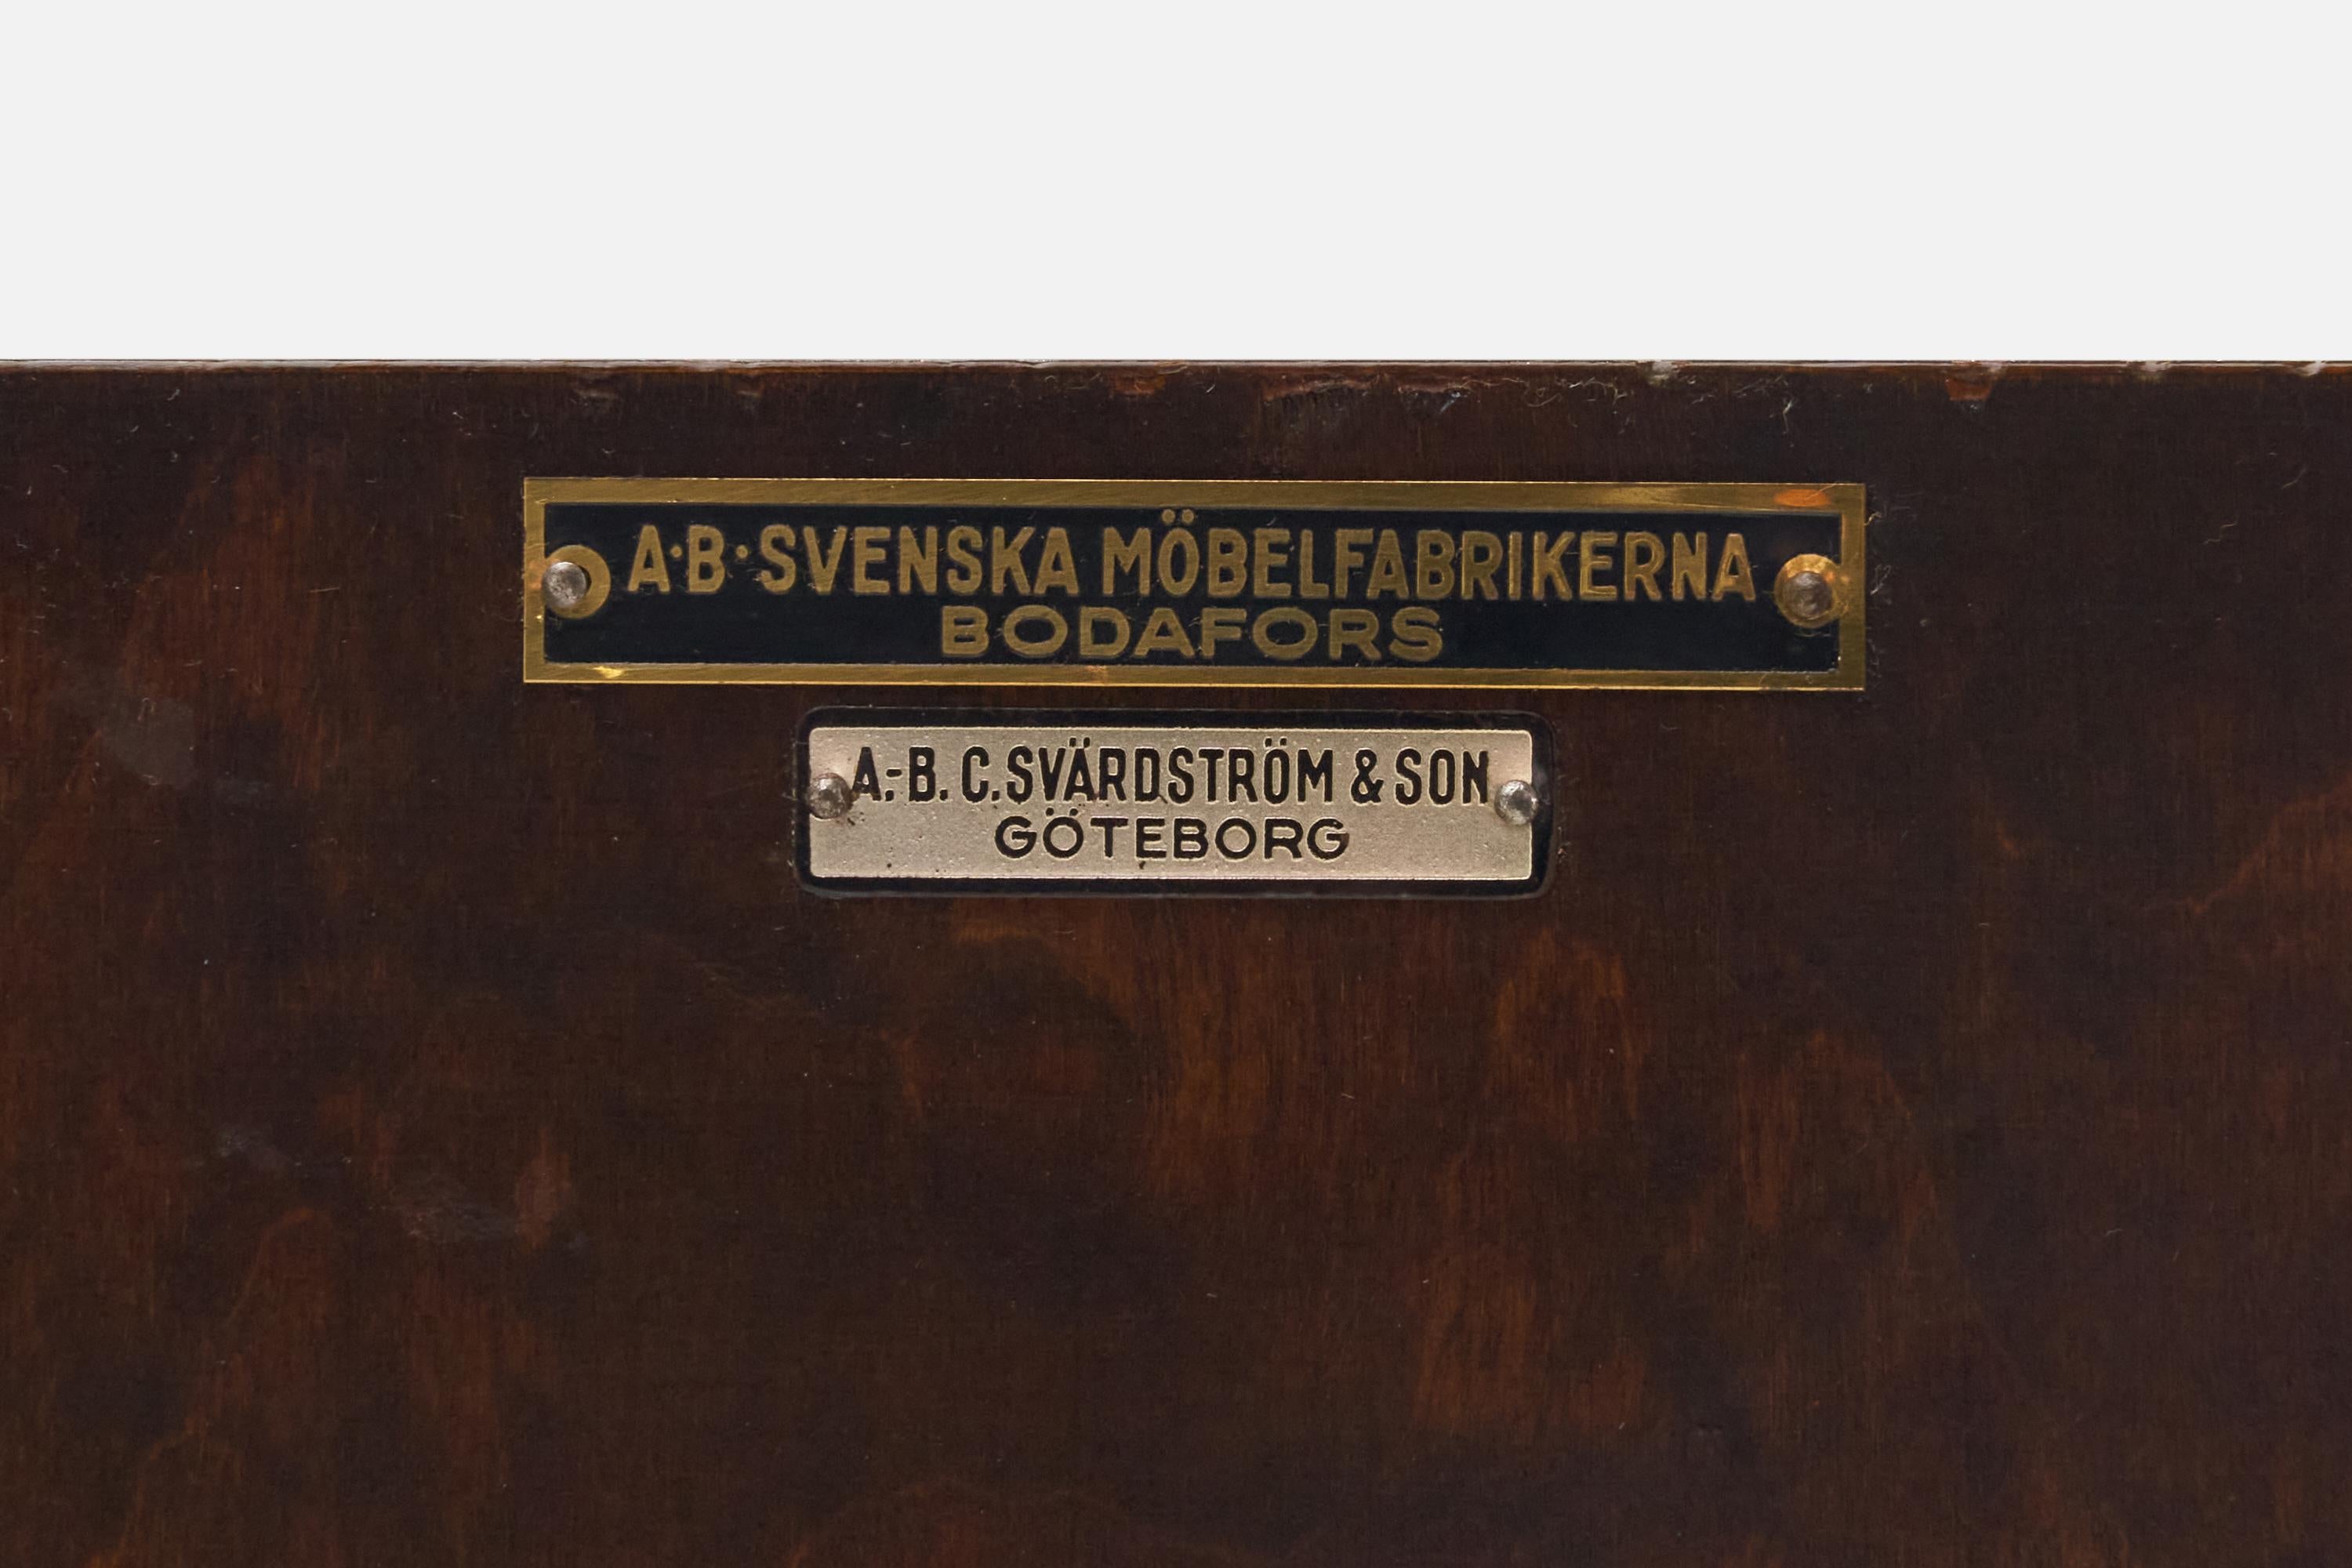 A·B·SVENSKA MÖBELFABRIKERNA
BODAFORS
A.-B. C. SVÄRDSTRÖM & SON
GÖTEBORG